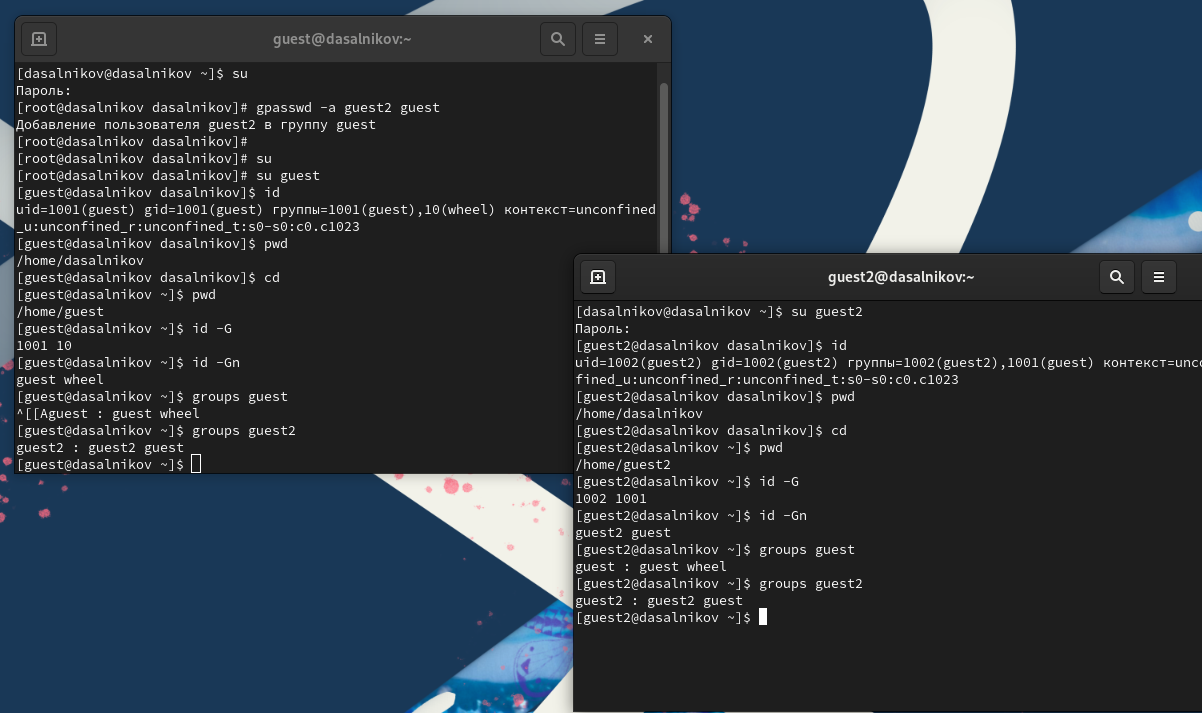 guest@dasalnikov:~
[dasalnikov@dasalnikov ~]$ su
Пароль:
[root@dasalnikov dasalnikov]# gpasswd -a guest2 guest
Добавление пользователя guest2 в группу guest
[root@dasalnikov dasalnikov]#
[root@dasalnikov dasalnikov]# su
[root@dasalnikov dasalnikov]# su guest
[guest@dasalnikov dasalnikov]$ id
uid=1001(guest) gid=1001(guest) группы=1001(guest),10(wheel) контекст=unconfined
_u:unconfined_r:unconfined_t:s0-s0:c0.c1023
[guest@dasalnikov dasalnikov]$ pwd
/home/dasalnikov
[guest@dasalnikov dasalnikov]$ cd
[guest@dasalnikov ~]$ pwd
/home/guest
[guest@dasalnikov ~]$ id -G
1001 10
[guest@dasalnikov ~]$ id -Gn
guest wheel
[guest@dasalnikov ~]$ groups guest
^[[Aguest : guest wheel
[guest@dasalnikov ~]$ groups guest2
guest2 : guest2 guest
[guest@dasalnikov ~]$
guest2@dasalnikov:~
[dasalnikov@dasalnikov ~]$ su guest2
Пароль:
[guest2@dasalnikov dasalnikov]$ id
uid=1002(guest2) gid=1002(guest2) группы=1002(guest2),1001(guest) контекст=unco
fined_u:unconfined_r:unconfined_t:s0-s0:c0.c1023
[guest2@dasalnikov dasalnikov]$ pwd
/home/dasalnikov
[guest2@dasalnikov dasalnikov]$ cd
[guest2@dasalnikov ~]$ pwd
/home/guest2
[guest2@dasalnikov ~]$ id -G
1002 1001
[guest2@dasalnikov ~]$ id -Gn
guest2 guest
[guest2@dasalnikov ~]$ groups guest
guest : guest wheel
[guest2@dasalnikov ~]$ groups guest2
guest2 : guest2 guest
[guest2@dasalnikov ~]$